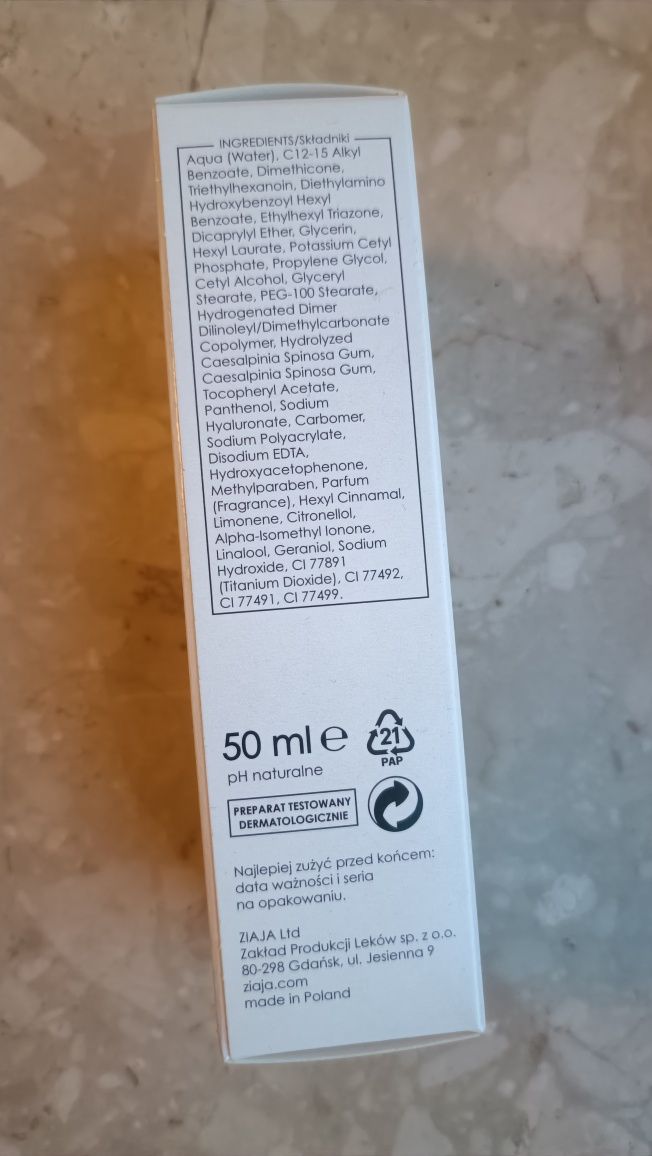 INGREDIENTS/Składniki
Aqua (Water), C12-15 Alkyl
Benzoate, Dimethicone,
Triethylhexanoin, Diethylamino
Hydroxybenzoyl Hexyl
Benzoate, Ethylhexyl Triazone,
Dicaprylyl Ether, Glycerin,
Hexyl Laurate, Potassium Cetyl
Phosphate, Propylene Glycol,
Cetyl Alcohol, Glyceryl
Stearate, PEG-100 Stearate,
Hydrogenated Dimer
Dilinoleyl/Dimethylcarbonate
Copolymer, Hydrolyzed
Caesalpinia Spinosa Gum,
Caesalpinia Spinosa Gum,
Tocopheryl Acetate,
Panthenol, Sodium
Hyaluronate, Carbomer,
Sodium Polyacrylate,
Disodium EDTA,
Hydroxyacetophenone,
Methylparaben, Parfum
(Fragrance), Hexyl Cinnamal,
Limonene, Citronellol,
Alpha-Isomethyl Ionone,
Linalool, Geraniol, Sodium
Hydroxide, CI 77891
(Titanium Dioxide), CI 77492,
CI 77491, CI 77499.
50 ml e
21
PAP
pH naturalne
PREPARAT TESTOWANY
DERMATOLOGICZNIE
Najlepiej zużyć przed końcem:
data ważności i seria
na opakowaniu.
ZIAJA Ltd
Zakład Produkcji Leków sp. z o.o.
80-298 Gdańsk, ul. Jesienna 9
ziaja.com
made in Poland